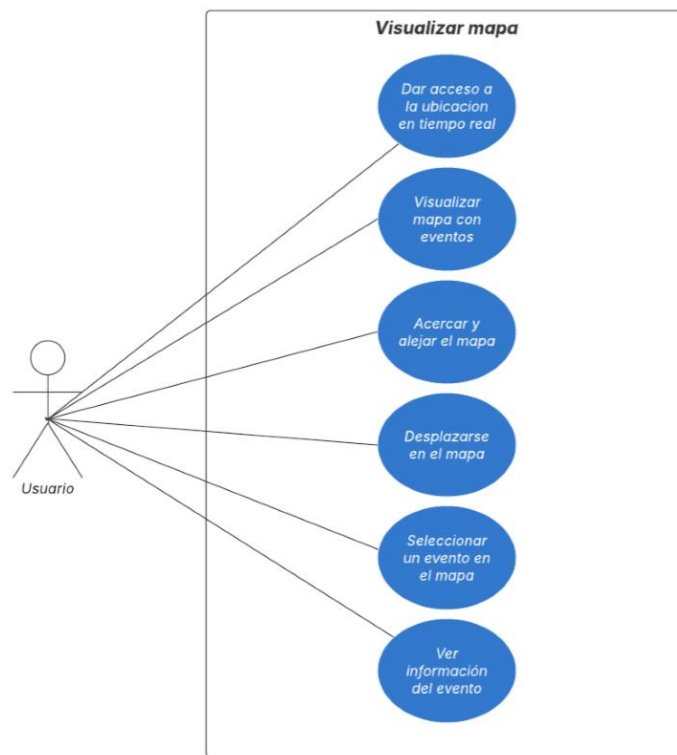 Visualizar mapa
Dar acceso a
la ubicacion
en tiempo real
Visualizar
mapa con
eventos
Acercar y
alejar el mapa
Desplazarse
en el mapa
Usuario
Seleccionar
un evento en
el mapa
Ver
información
del evento